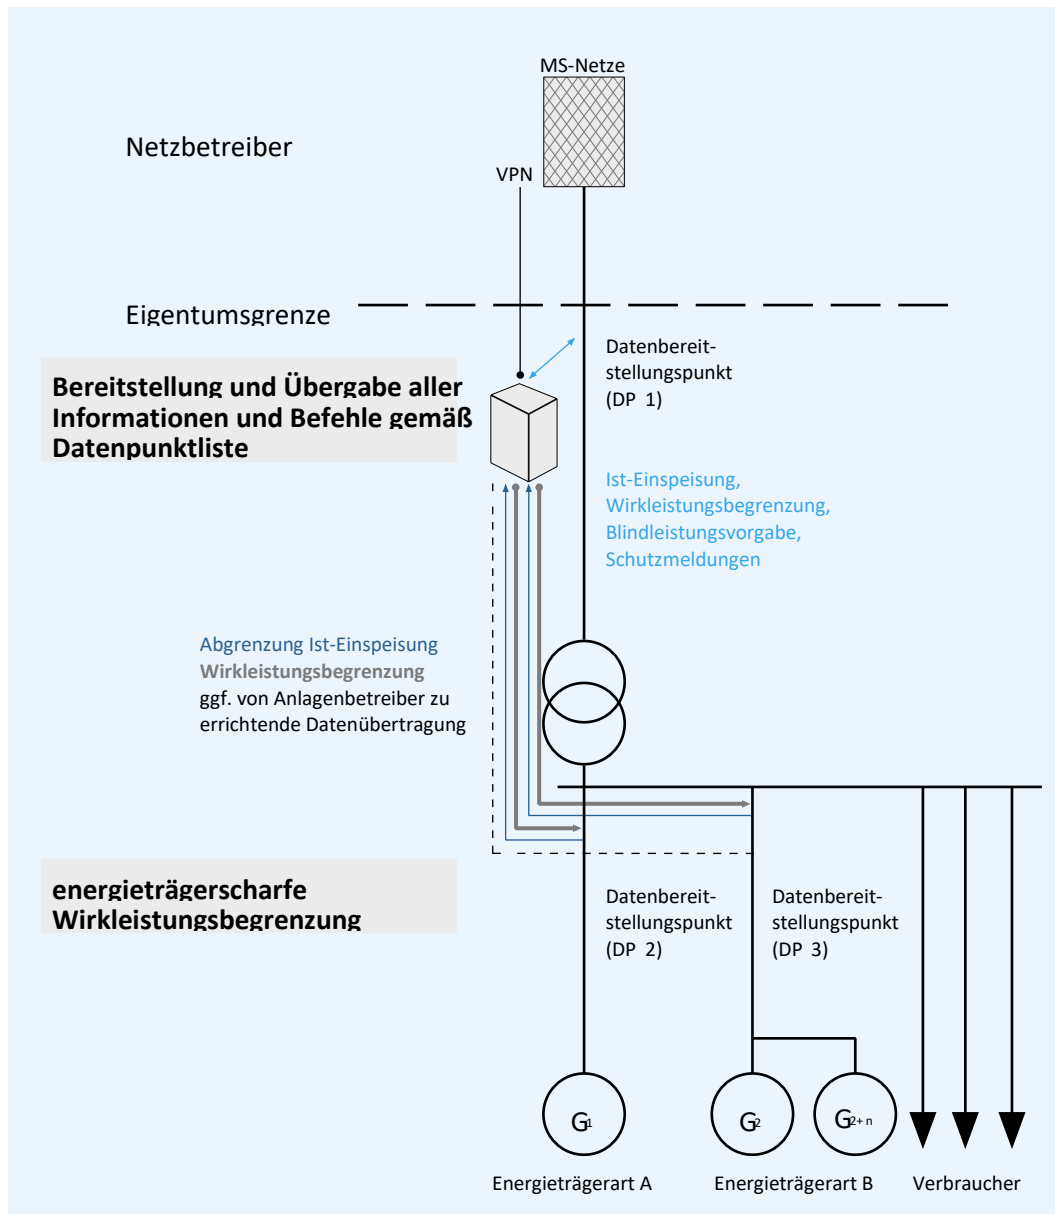 MS-Netze
Netzbetreiber
VPN
Eigentumsgrenze
Datenbereit-
stellungspunkt
(DP 1)
Bereitstellung und Übergabe aller
Informationen und Befehle gemäß
Datenpunktliste
Ist-Einspeisung,
Wirkleistungsbegrenzung,
Blindleistungsvorgabe,
Schutzmeldungen
Abgrenzung Ist-Einspeisung
Wirkleistungsbegrenzung
ggf. von Anlagenbetreiber zu
errichtende Datenübertragung
energieträgerscharfe
Wirkleistungsbegrenzung
Datenbereit-
stellungspunkt
(DP 2)
Datenbereit-
stellungspunkt
(DP 3)
G1
G2
G2+n
Energieträgerart A
Energieträgerart B
Verbraucher